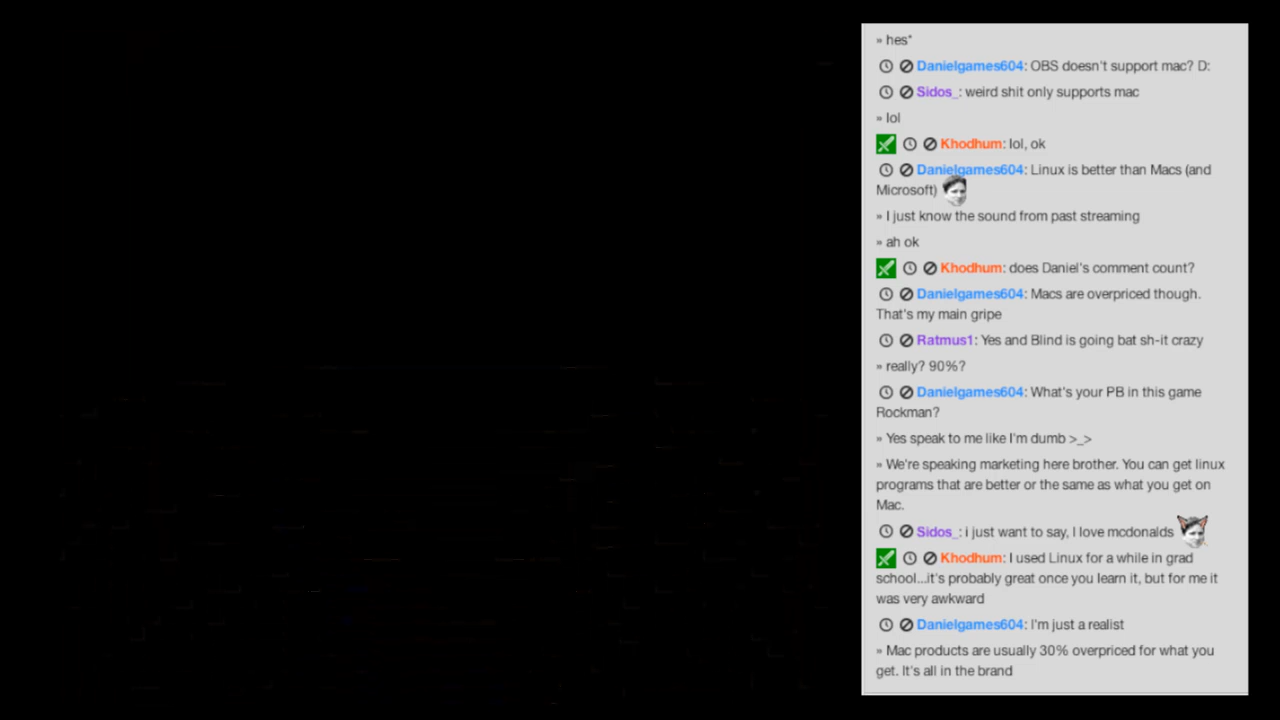 » hes*
Danielgames604: OBS doesn't support mac? D:
Sidos_: weird shit only supports mac
» lol
Khodhum: lol, ok
Danielgames604: Linux is better than Macs (and
Microsoft)
» I just know the sound from past streaming
» ah ok
Khodhum: does Daniel's comment count?
Danielgames604: Macs are overpriced though.
That's my main gripe
Ratmus1: Yes and Blind is going bat sh-it crazy
» really? 90%?
Danielgames604: What's your PB in this game
Rockman?
» Yes speak to me like I'm dumb >_>
» We're speaking marketing here brother. You can get linux
programs that are better or the same as what you get on
Mac.
Sidos_: i just want to say, I love mcdonalds
Khodhum: I used Linux for a while in grad
school...it's probably great once you learn it, but for me it
was very awkward
Danielgames604: I'm just a realist
» Mac products are usually 30% overpriced for what you
get. It's all in the brand